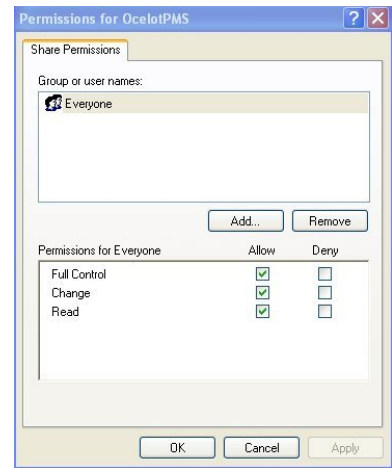 Permissions for OcelotPMS
Share Permissions
Group or user names:
Everyone
Add... Remove
Permissions for Everyone Allow Deny
Full Control
Change
Read
OK Cancel Apply